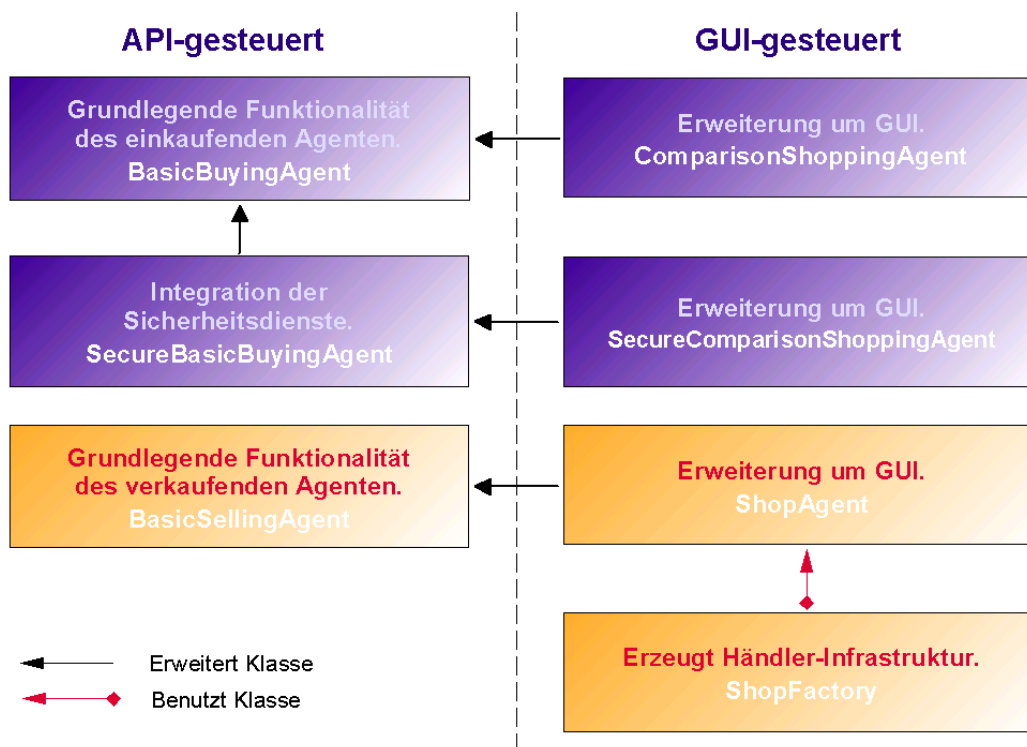 API-gesteuert
GUI-gesteuert
Grundlegende Funktionalität
des einkaufenden Agenten.
BasicBuyingAgent
Erweiterung um GUI.
ComparisonShoppingAgent
Integration der
Sicherheitsdienste.
SecureBasicBuyingAgent
Erweiterung um GUI.
SecureComparisonShoppingAgent
Grundlegende Funktionalität
des verkaufenden Agenten.
BasicSellingAgent
Erweiterung um GUI.
ShopAgent
Erzeugt Händler-Infrastruktur.
ShopFactory
Erweitert Klasse
Benutzt Klasse